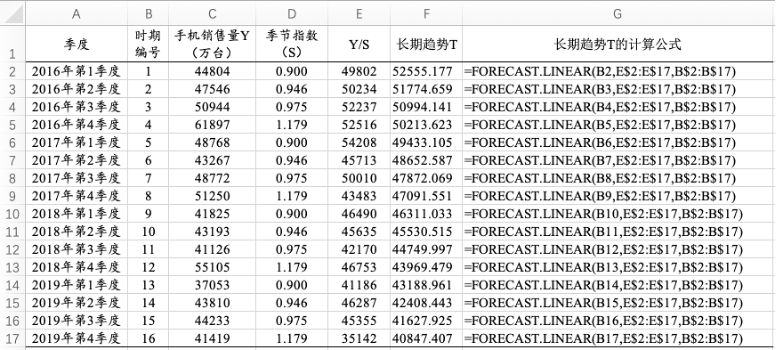 A B C D E F G
1 季度 时期编号 手机销售量Y（万台） 季节指数（S） Y/S 长期趋势T 长期趋势T的计算公式
2 2016年第1季度 1 44804 0.900 49802 52555.177 =FORECAST.LINEAR(B2,E$2:E$17,B$2:B$17)
3 2016年第2季度 2 47546 0.946 50234 51774.659 =FORECAST.LINEAR(B3,E$2:E$17,B$2:B$17)
4 2016年第3季度 3 50944 0.975 52237 50994.141 =FORECAST.LINEAR(B4,E$2:E$17,B$2:B$17)
5 2016年第4季度 4 61897 1.179 52516 50213.623 =FORECAST.LINEAR(B5,E$2:E$17,B$2:B$17)
6 2017年第1季度 5 48768 0.900 54208 49433.105 =FORECAST.LINEAR(B6,E$2:E$17,B$2:B$17)
7 2017年第2季度 6 43267 0.946 45713 48652.587 =FORECAST.LINEAR(B7,E$2:E$17,B$2:B$17)
8 2017年第3季度 7 48772 0.975 50010 47872.069 =FORECAST.LINEAR(B8,E$2:E$17,B$2:B$17)
9 2017年第4季度 8 51250 1.179 43483 47091.551 =FORECAST.LINEAR(B9,E$2:E$17,B$2:B$17)
10 2018年第1季度 9 41825 0.900 46490 46311.033 =FORECAST.LINEAR(B10,E$2:E$17,B$2:B$17)
11 2018年第2季度 10 43193 0.946 45635 45530.515 =FORECAST.LINEAR(B11,E$2:E$17,B$2:B$17)
12 2018年第3季度 11 41126 0.975 42170 44749.997 =FORECAST.LINEAR(B12,E$2:E$17,B$2:B$17)
13 2018年第4季度 12 55105 1.179 46753 43969.479 =FORECAST.LINEAR(B13,E$2:E$17,B$2:B$17)
14 2019年第1季度 13 37053 0.900 41186 43188.961 =FORECAST.LINEAR(B14,E$2:E$17,B$2:B$17)
15 2019年第2季度 14 43810 0.946 46287 42408.443 =FORECAST.LINEAR(B15,E$2:E$17,B$2:B$17)
16 2019年第3季度 15 44233 0.975 45355 41627.925 =FORECAST.LINEAR(B16,E$2:E$17,B$2:B$17)
17 2019年第4季度 16 41419 1.179 35142 40847.407 =FORECAST.LINEAR(B17,E$2:E$17,B$2:B$17)